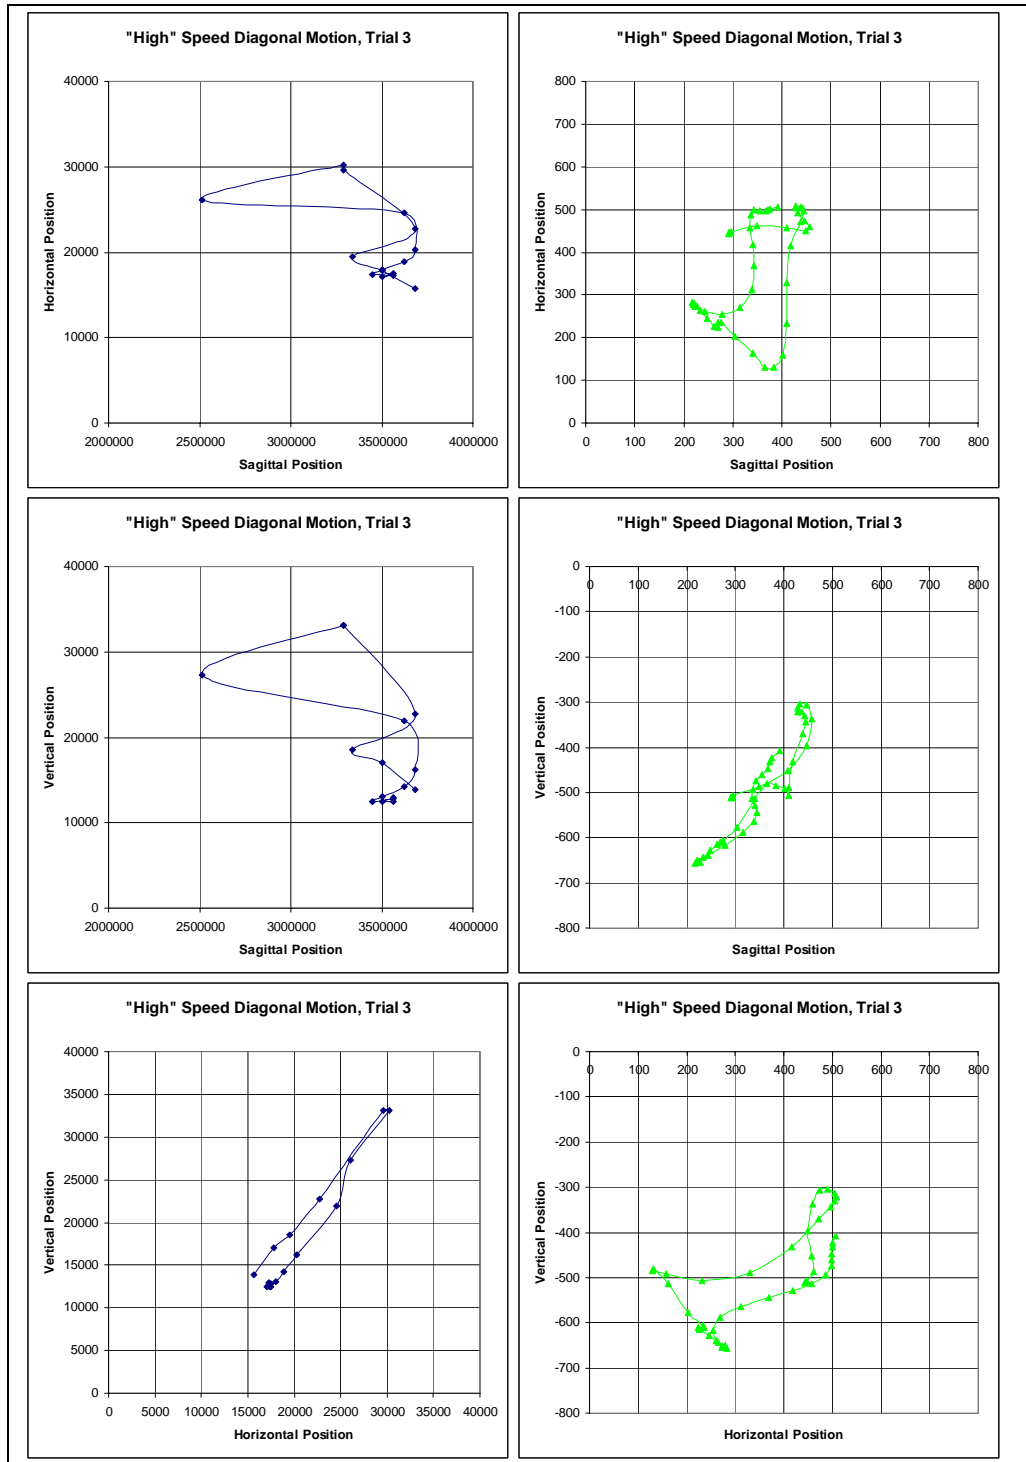 "High" Speed Diagonal Motion, Trial 3
40000
30000
20000
10000
0
Horizontal Position
2000000 2500000 3000000 3500000 4000000
Sagittal Position
"High" Speed Diagonal Motion, Trial 3
800
700
600
500
400
300
200
100
0
Horizontal Position
0 100 200 300 400 500 600 700 800
Sagittal Position
"High" Speed Diagonal Motion, Trial 3
40000
30000
20000
10000
0
Vertical Position
2000000 2500000 3000000 3500000 4000000
Sagittal Position
"High" Speed Diagonal Motion, Trial 3
0
-100
-200
-300
-400
-500
-600
-700
-800
Vertical Position
0 100 200 300 400 500 600 700 800
Sagittal Position
"High" Speed Diagonal Motion, Trial 3
40000
35000
30000
25000
20000
15000
10000
5000
0
Vertical Position
0 5000 10000 15000 20000 25000 30000 35000 40000
Horizontal Position
"High" Speed Diagonal Motion, Trial 3
0
-100
-200
-300
-400
-500
-600
-700
-800
Vertical Position
0 100 200 300 400 500 600 700 800
Horizontal Position